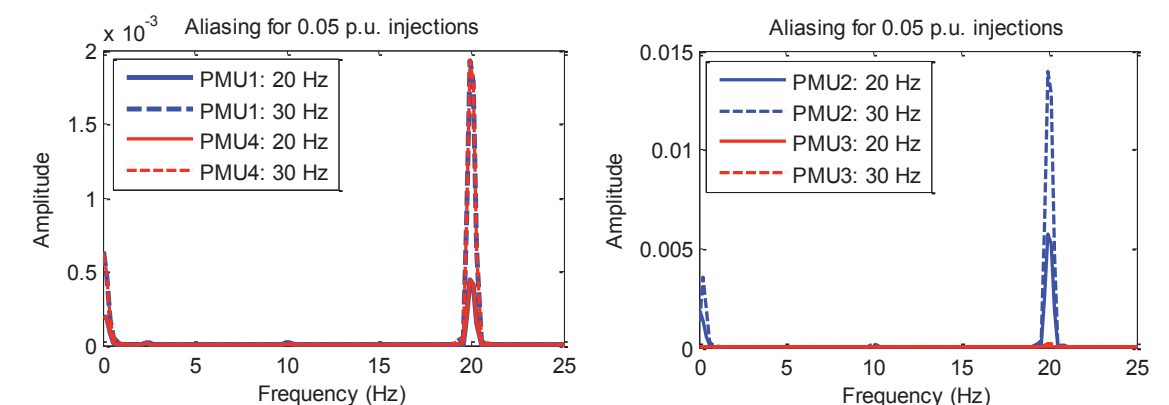 Aliasing for 0.05 p.u. injections
x 10⁻³
2
1.5
1
0.5
0
Amplitude
PMU1: 20 Hz
PMU1: 30 Hz
PMU4: 20 Hz
PMU4: 30 Hz
0 5 10 15 20 25
Frequency (Hz)
Aliasing for 0.05 p.u. injections
0.015
0.01
0.005
0
Amplitude
PMU2: 20 Hz
PMU2: 30 Hz
PMU3: 20 Hz
PMU3: 30 Hz
0 5 10 15 20 25
Frequency (Hz)